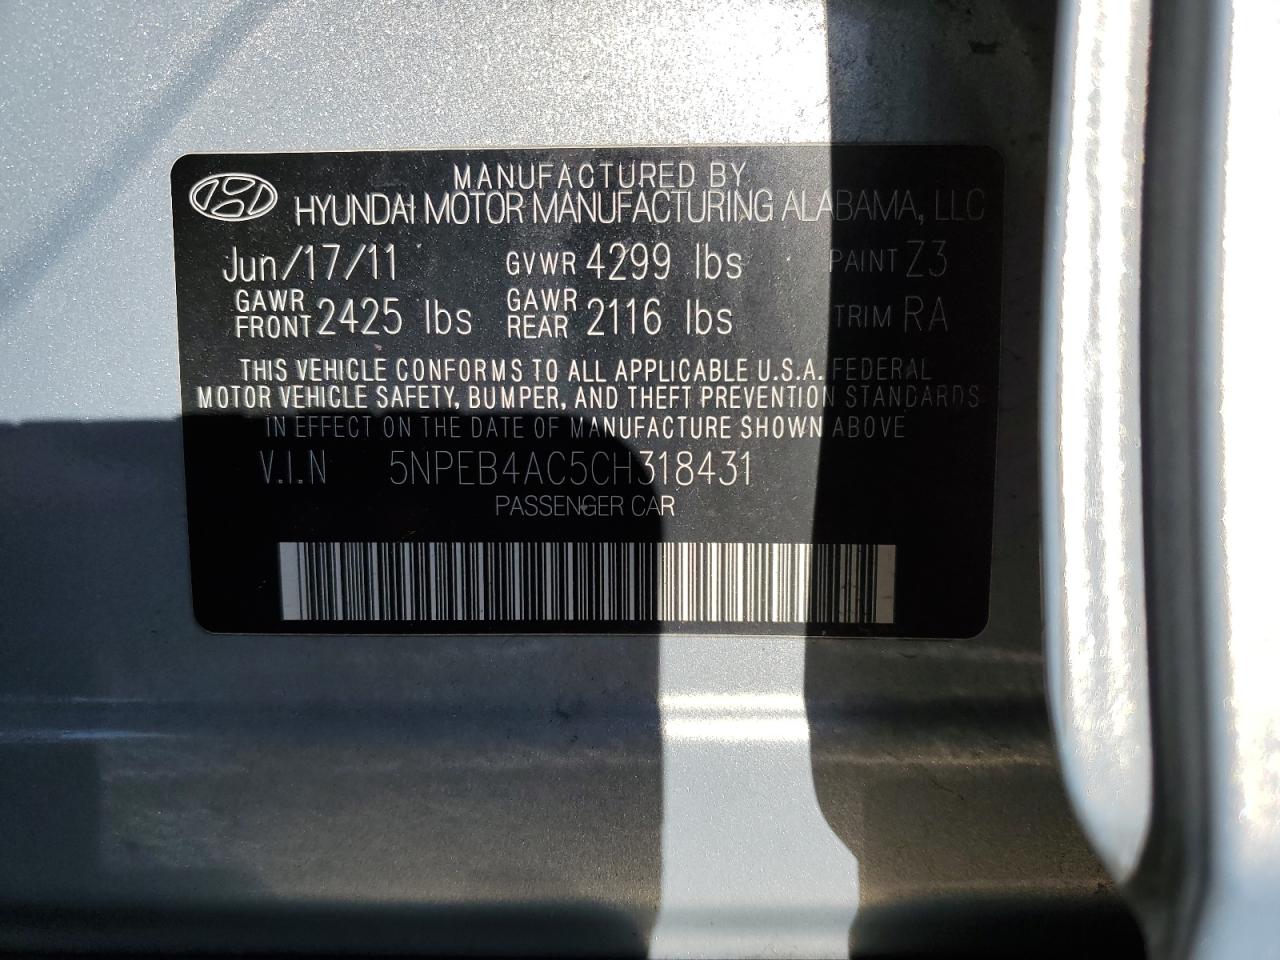 MANUFACTURED BY
HYUNDAI MOTOR MANUFACTURING ALABAMA, LLC
Jun/17/11 GVWR 4299 lbs PAINT Z3
GAWR FRONT 2425 lbs GAWR REAR 2116 lbs TRIM RA
THIS VEHICLE CONFORMS TO ALL APPLICABLE U.S.A. FEDERAL
MOTOR VEHICLE SAFETY, BUMPER, AND THEFT PREVENTION STANDARDS
IN EFFECT ON THE DATE OF MANUFACTURE SHOWN ABOVE
V.I.N 5NPEB4AC5CH318431
PASSENGER CAR